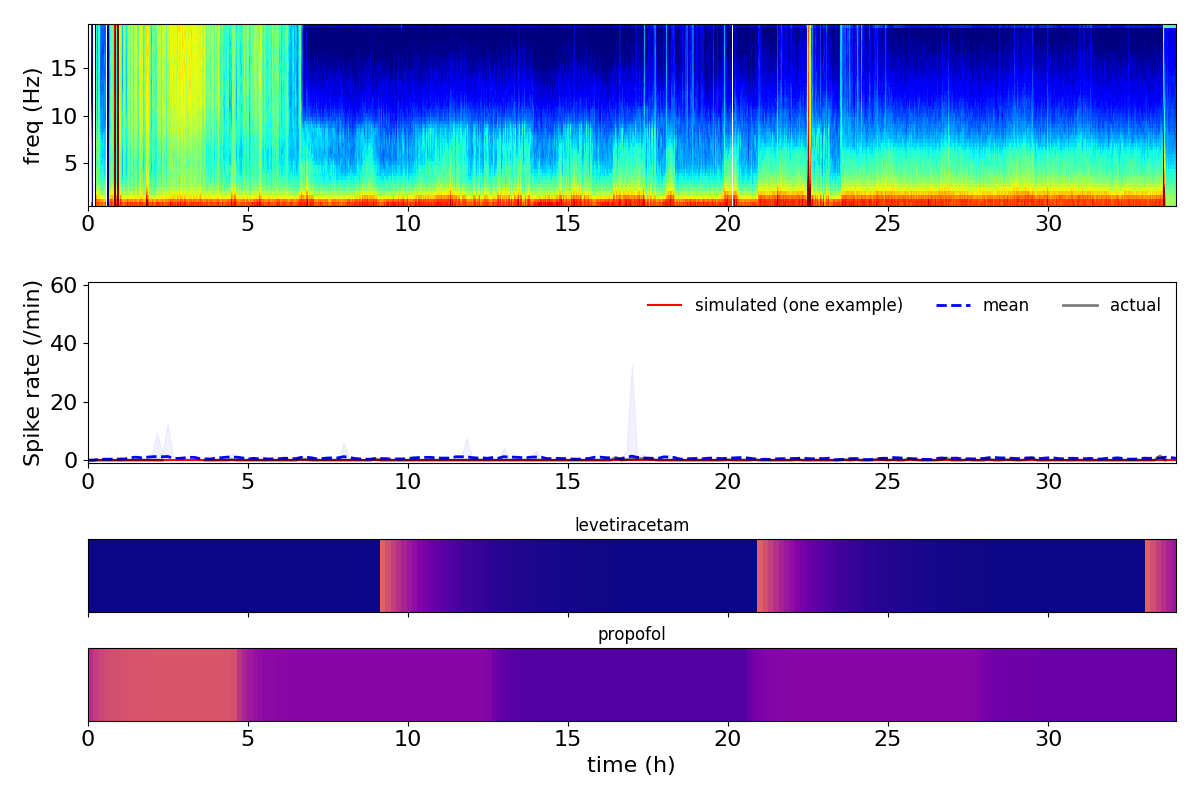 freq (Hz)
15
10
5
0 5 10 15 20 25 30
Spike rate (/min)
60
40
20
0
simulated (one example) mean actual
0 5 10 15 20 25 30
levetiracetam
propofol
0 5 10 15 20 25 30
time (h)